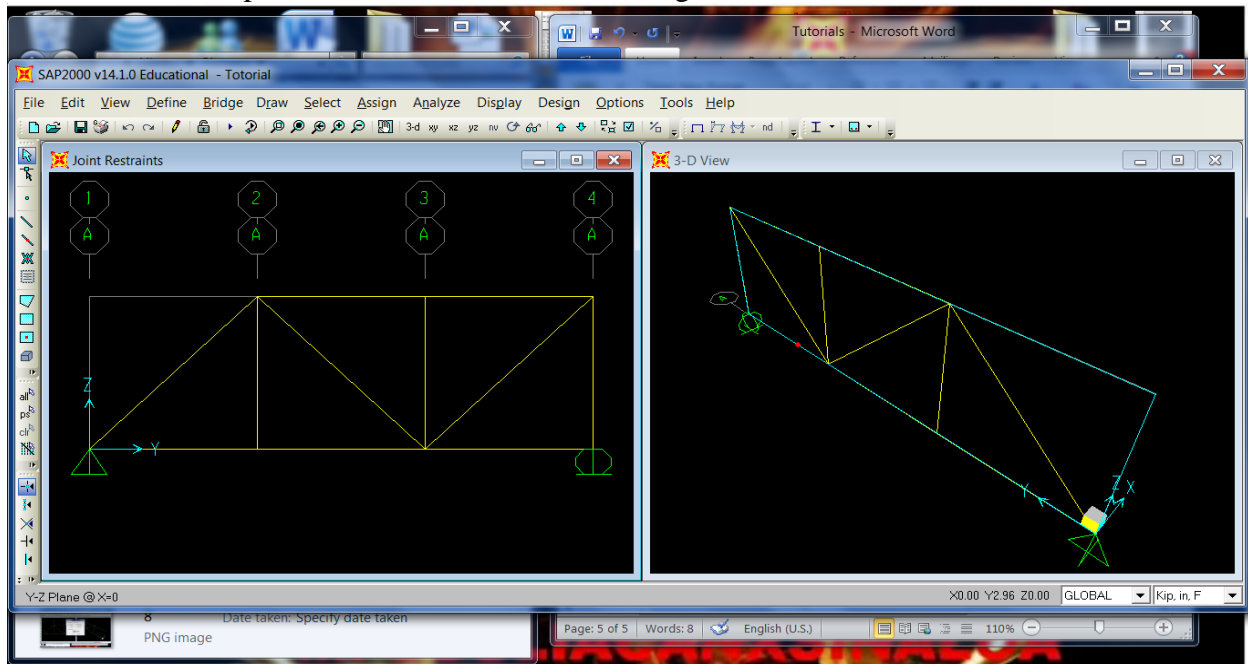 Tutorials - Microsoft Word
SAP2000 v14.1.0 Educational - Totorial
File Edit View Define Bridge Draw Select Assign Analyze Display Design Options Tools Help
3-d xy xz yz nv nd
Joint Restraints
3-D View
1 2 3 4
A A A A
Z
Y
A
Y Z X
all
ps
clr
Y-Z Plane @ X=0
X0.00 Y2.96 Z0.00 GLOBAL Kip, in, F
8 Date taken: Specify date taken
PNG image
Page: 5 of 5 Words: 8 English (U.S.) 110%